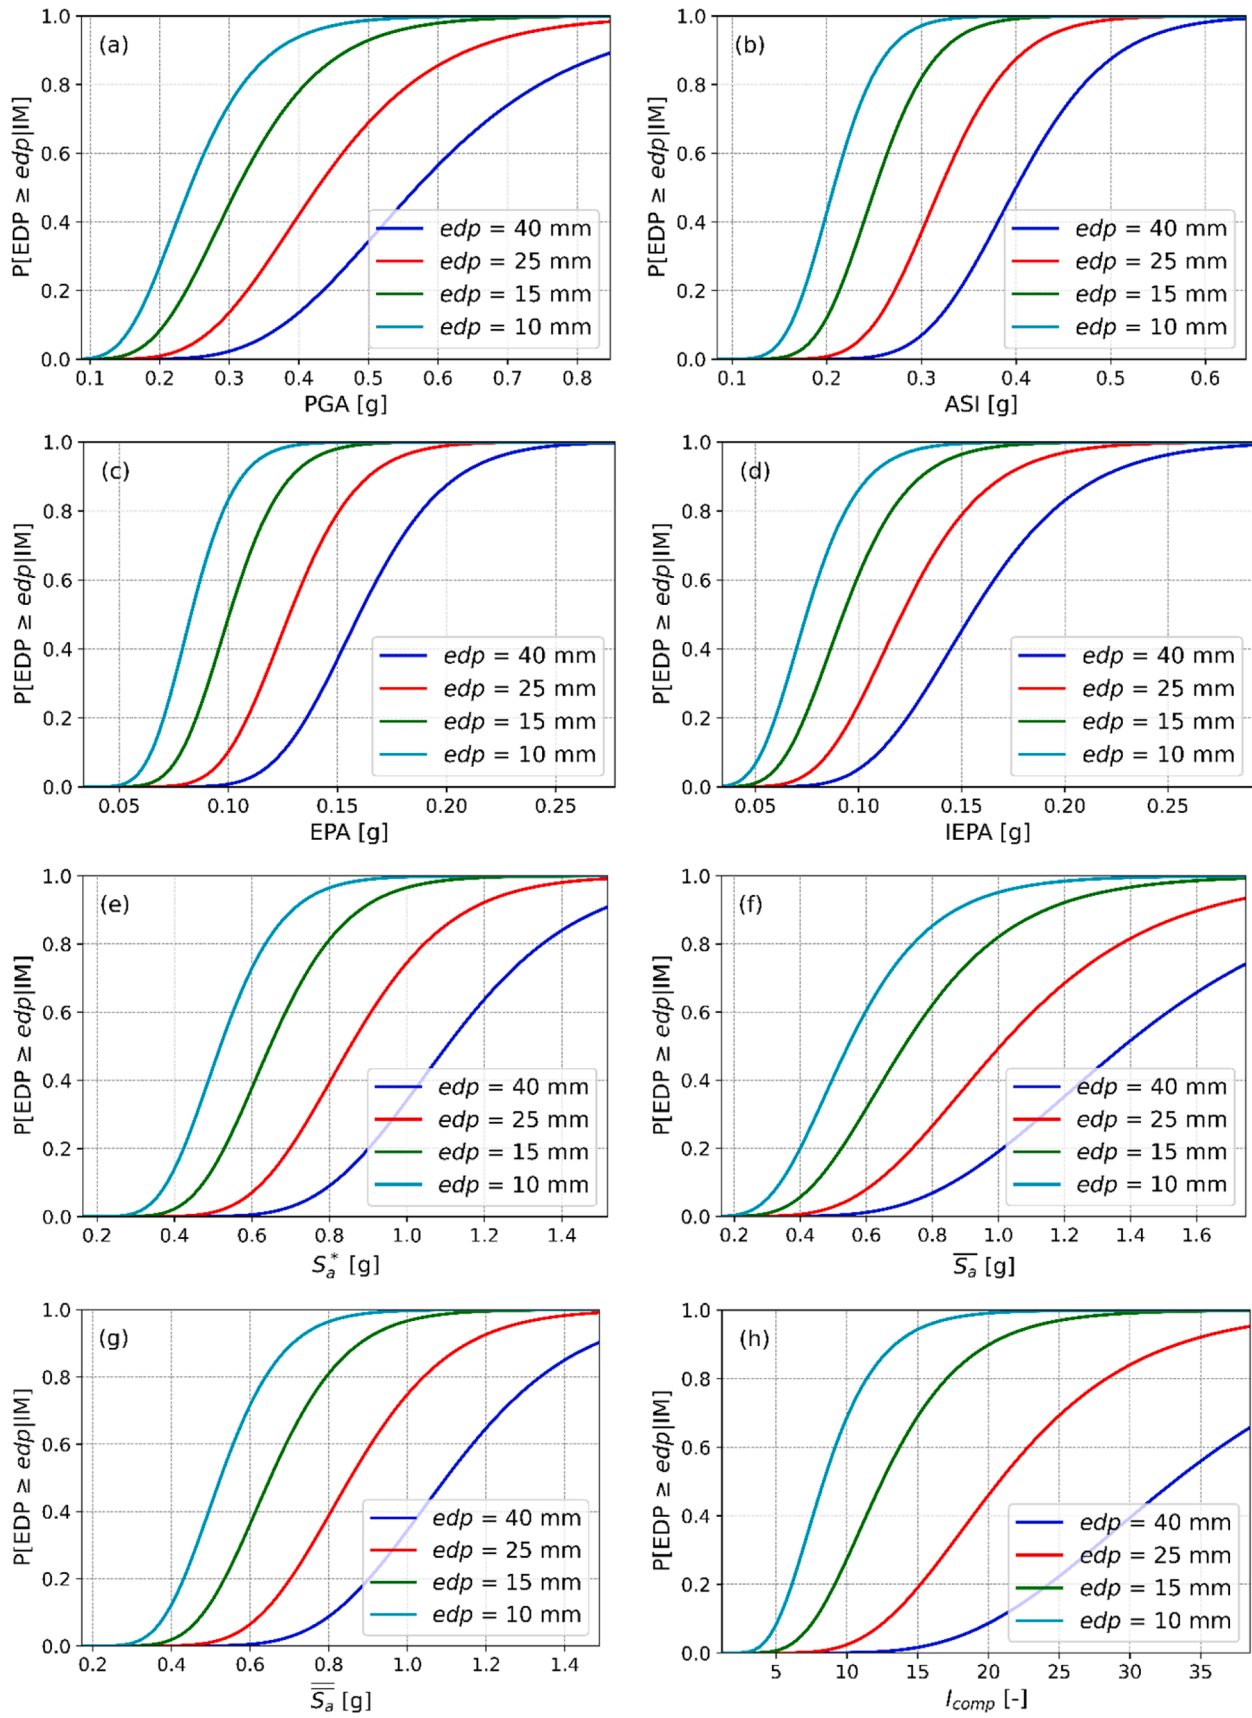 (a)
P[EDP ≥ edp|IM]
1.0
0.8
0.6
0.4
0.2
0.0
edp = 40 mm
edp = 25 mm
edp = 15 mm
edp = 10 mm
0.1 0.2 0.3 0.4 0.5 0.6 0.7 0.8
PGA [g]
(b)
P[EDP ≥ edp|IM]
1.0
0.8
0.6
0.4
0.2
0.0
edp = 40 mm
edp = 25 mm
edp = 15 mm
edp = 10 mm
0.1 0.2 0.3 0.4 0.5 0.6
ASI [g]
(c)
P[EDP ≥ edp|IM]
1.0
0.8
0.6
0.4
0.2
0.0
edp = 40 mm
edp = 25 mm
edp = 15 mm
edp = 10 mm
0.05 0.10 0.15 0.20 0.25
EPA [g]
(d)
P[EDP ≥ edp|IM]
1.0
0.8
0.6
0.4
0.2
0.0
edp = 40 mm
edp = 25 mm
edp = 15 mm
edp = 10 mm
0.05 0.10 0.15 0.20 0.25
IEPA [g]
(e)
P[EDP ≥ edp|IM]
1.0
0.8
0.6
0.4
0.2
0.0
edp = 40 mm
edp = 25 mm
edp = 15 mm
edp = 10 mm
0.2 0.4 0.6 0.8 1.0 1.2 1.4
S*a [g]
(f)
P[EDP ≥ edp|IM]
1.0
0.8
0.6
0.4
0.2
0.0
edp = 40 mm
edp = 25 mm
edp = 15 mm
edp = 10 mm
0.2 0.4 0.6 0.8 1.0 1.2 1.4 1.6
S̅a̅ [g]
(g)
P[EDP ≥ edp|IM]
1.0
0.8
0.6
0.4
0.2
0.0
edp = 40 mm
edp = 25 mm
edp = 15 mm
edp = 10 mm
0.2 0.4 0.6 0.8 1.0 1.2 1.4
S̿a̿ [g]
(h)
P[EDP ≥ edp|IM]
1.0
0.8
0.6
0.4
0.2
0.0
edp = 40 mm
edp = 25 mm
edp = 15 mm
edp = 10 mm
5 10 15 20 25 30 35
Icomp [-]